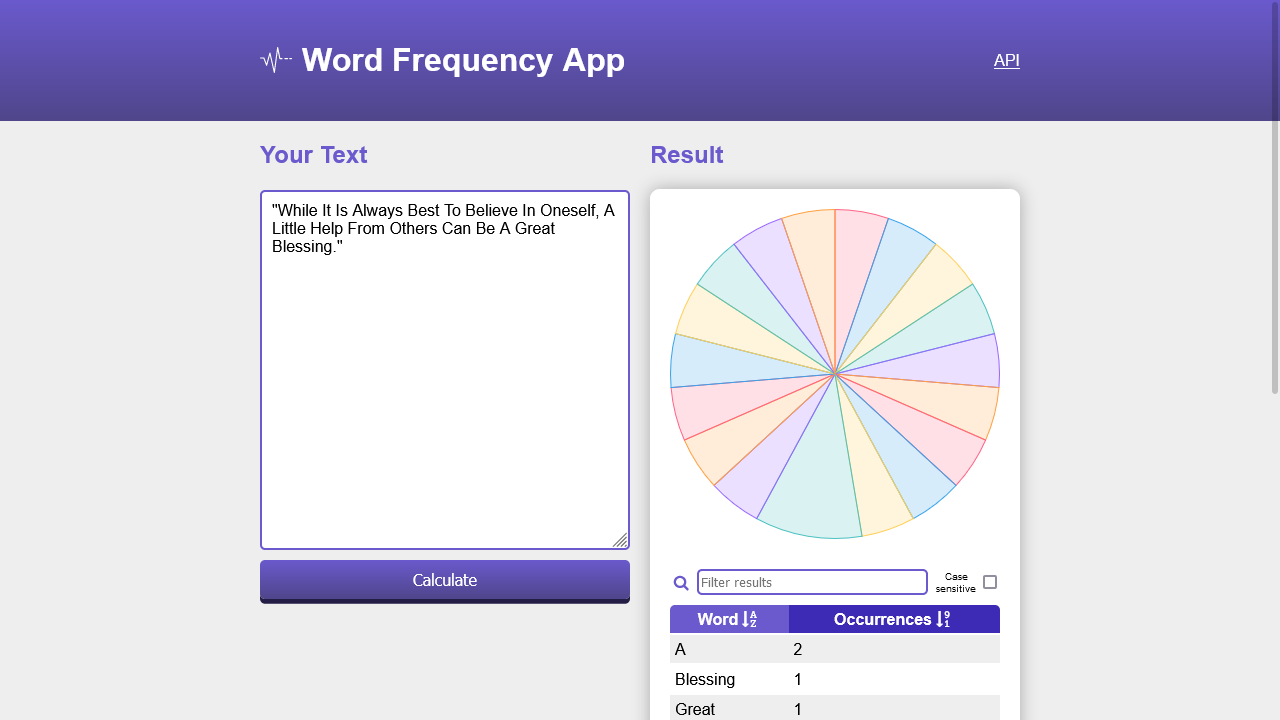 Word Frequency App
API
Your Text
Result
"While It Is Always Best To Believe In Oneself, A
Little Help From Others Can Be A Great
Blessing."
Calculate
Filter results
Case
sensitive
Word
Occurrences
A 2
Blessing 1
Great 1